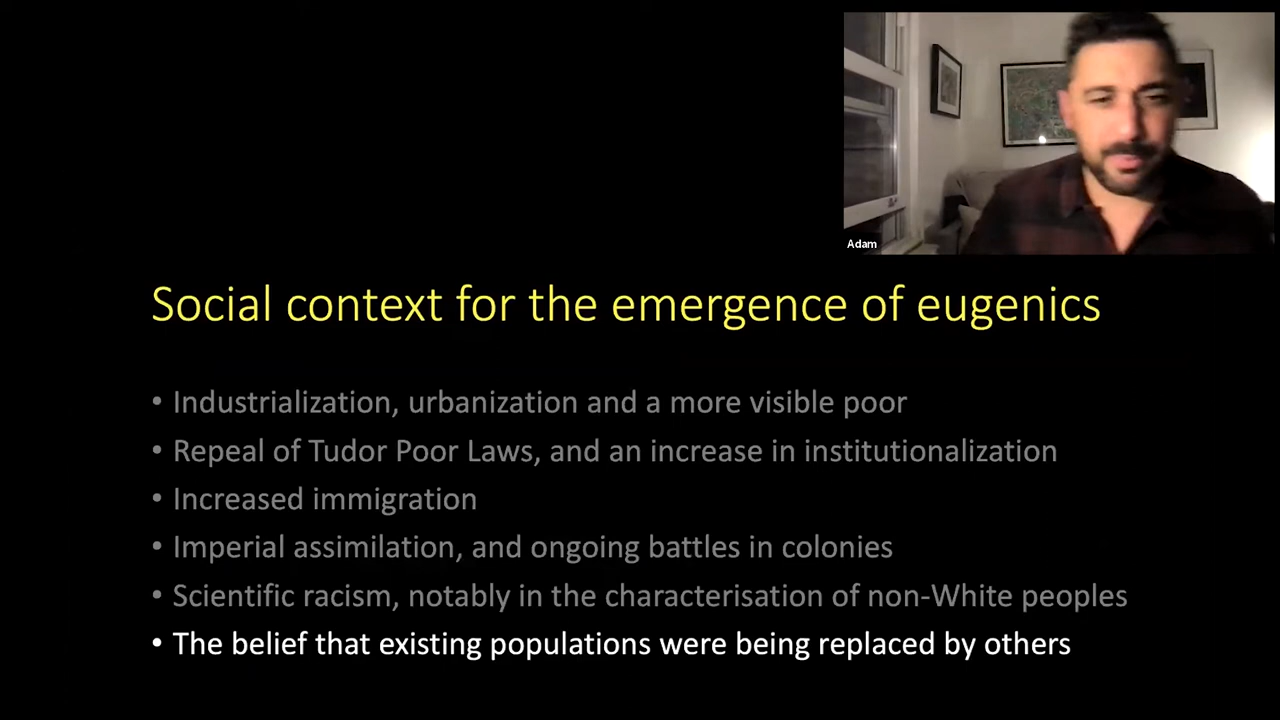 Adam
Social context for the emergence of eugenics
• Industrialization, urbanization and a more visible poor
• Repeal of Tudor Poor Laws, and an increase in institutionalization
• Increased immigration
• Imperial assimilation, and ongoing battles in colonies
• Scientific racism, notably in the characterisation of non-White peoples
• The belief that existing populations were being replaced by others